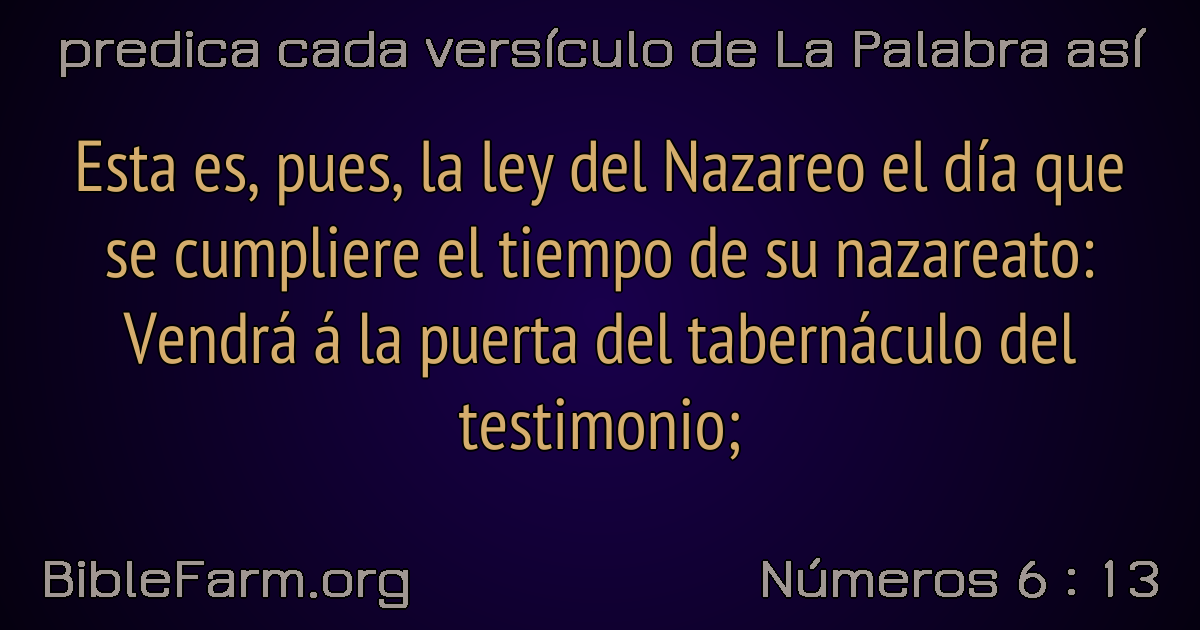 predica cada versículo de La Palabra así
Esta es, pues, la ley del Nazareo el día que
se cumpliere el tiempo de su nazareato:
Vendrá á la puerta del tabernáculo del
testimonio;
BibleFarm.org
Números 6 : 13